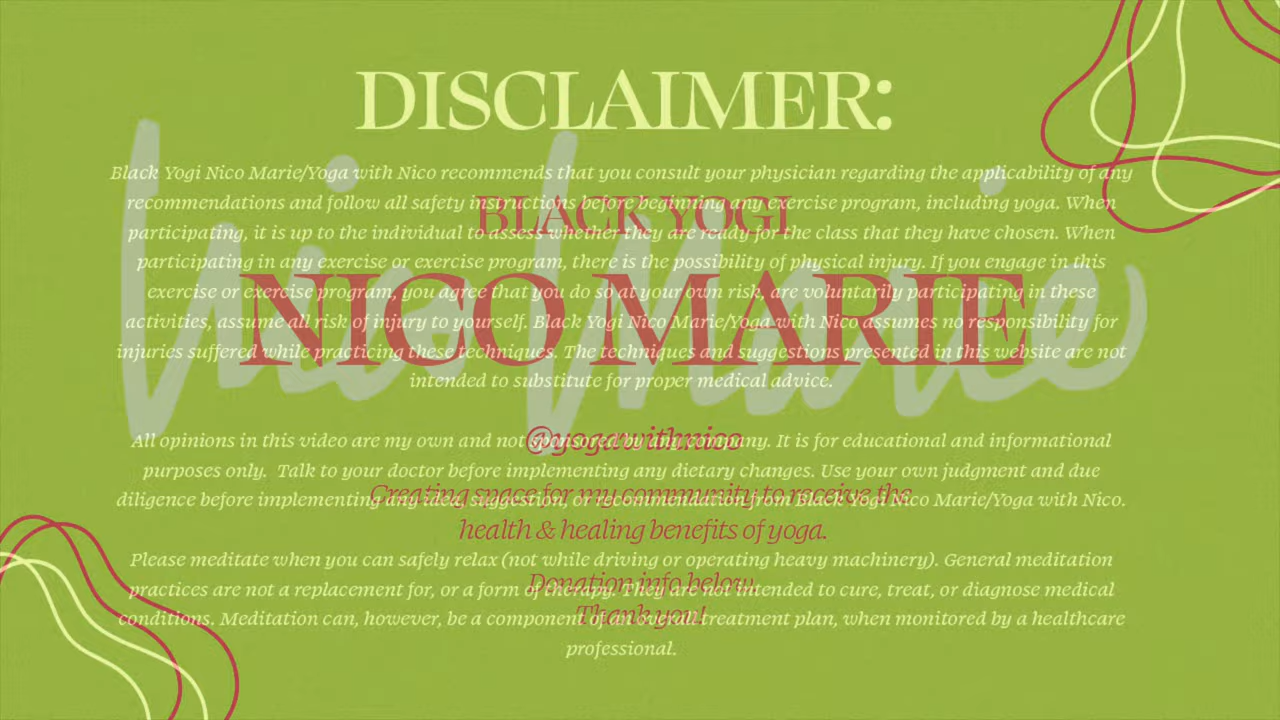 DISCLAIMER:
Black Yogi Nico Marie/Yoga with Nico recommends that you consult your physician regarding the applicability of any
recommendations and follow all safety instructions before beginning any exercise program, including yoga. When
participating, it is up to the individual to assess whether they are ready for the class that they have chosen. When
participating in any exercise or exercise program, there is the possibility of physical injury. If you engage in this
exercise or exercise program, you agree that you do so at your own risk, are voluntarily participating in these
activities, assume all risk of injury to yourself. Black Yogi Nico Marie/Yoga with Nico assumes no responsibility for
injuries suffered while practicing these techniques. The techniques and suggestions presented in this website are not
intended to substitute for proper medical advice.
BLACK YOGI
NICO MARIE
nico marie
All opinions in this video are my own and not sponsored by any company. It is for educational and informational
purposes only. Talk to your doctor before implementing any dietary changes. Use your own judgment and due
diligence before implementing any idea, suggestion, or recommendation from Black Yogi Nico Marie/Yoga with Nico.
@yogawithnico
Creating space for my community to receive the
health & healing benefits of yoga.
Please meditate when you can safely relax (not while driving or operating heavy machinery). General meditation
practices are not a replacement for, or a form of therapy. They are not intended to cure, treat, or diagnose medical
conditions. Meditation can, however, be a component of an overall treatment plan, when monitored by a healthcare
professional.
Donation info below.
Thank you!